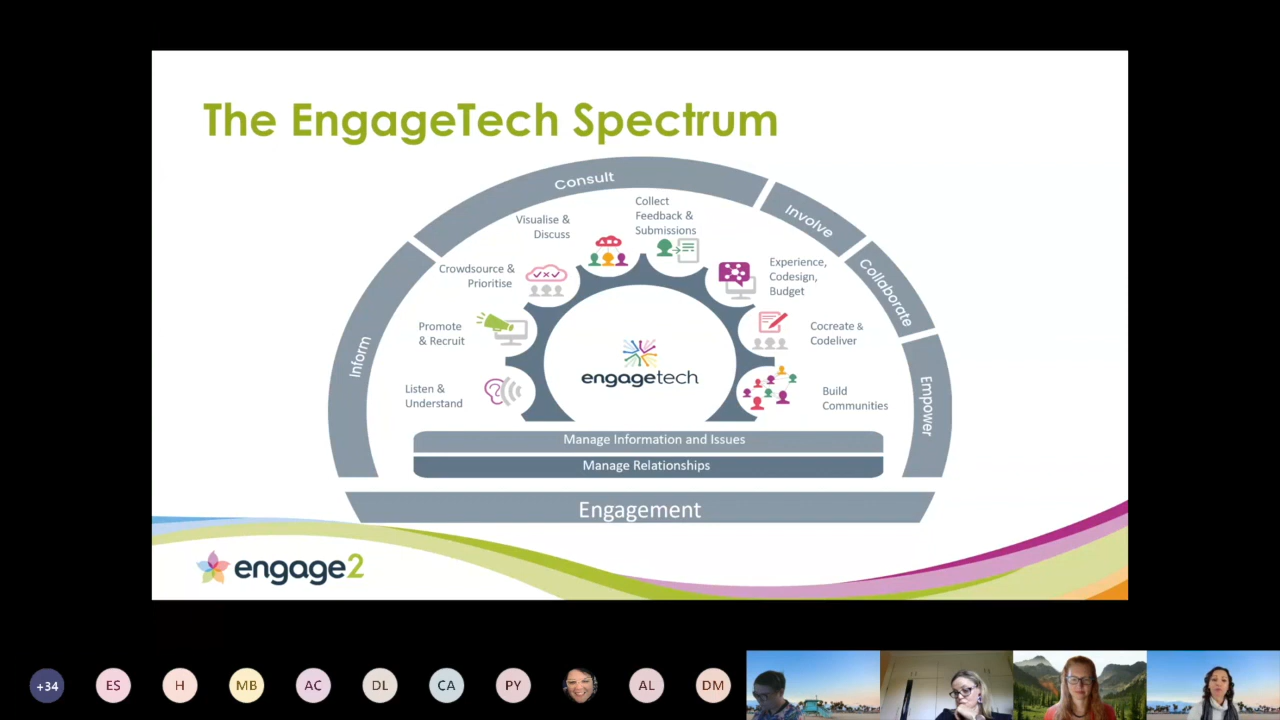 The EngageTech Spectrum
Consult
Involve
Collaborate
Inform
Empower
Collect
Feedback &
Submissions
Visualise &
Discuss
Experience,
Codesign,
Budget
Crowdsource &
Prioritise
Promote
& Recruit
Cocreate &
Codeliver
Listen &
Understand
Build
Communities
engagetech
Manage Information and Issues
Manage Relationships
Engagement
engage2
+34
ES
H
MB
AC
DL
CA
PY
AL
DM